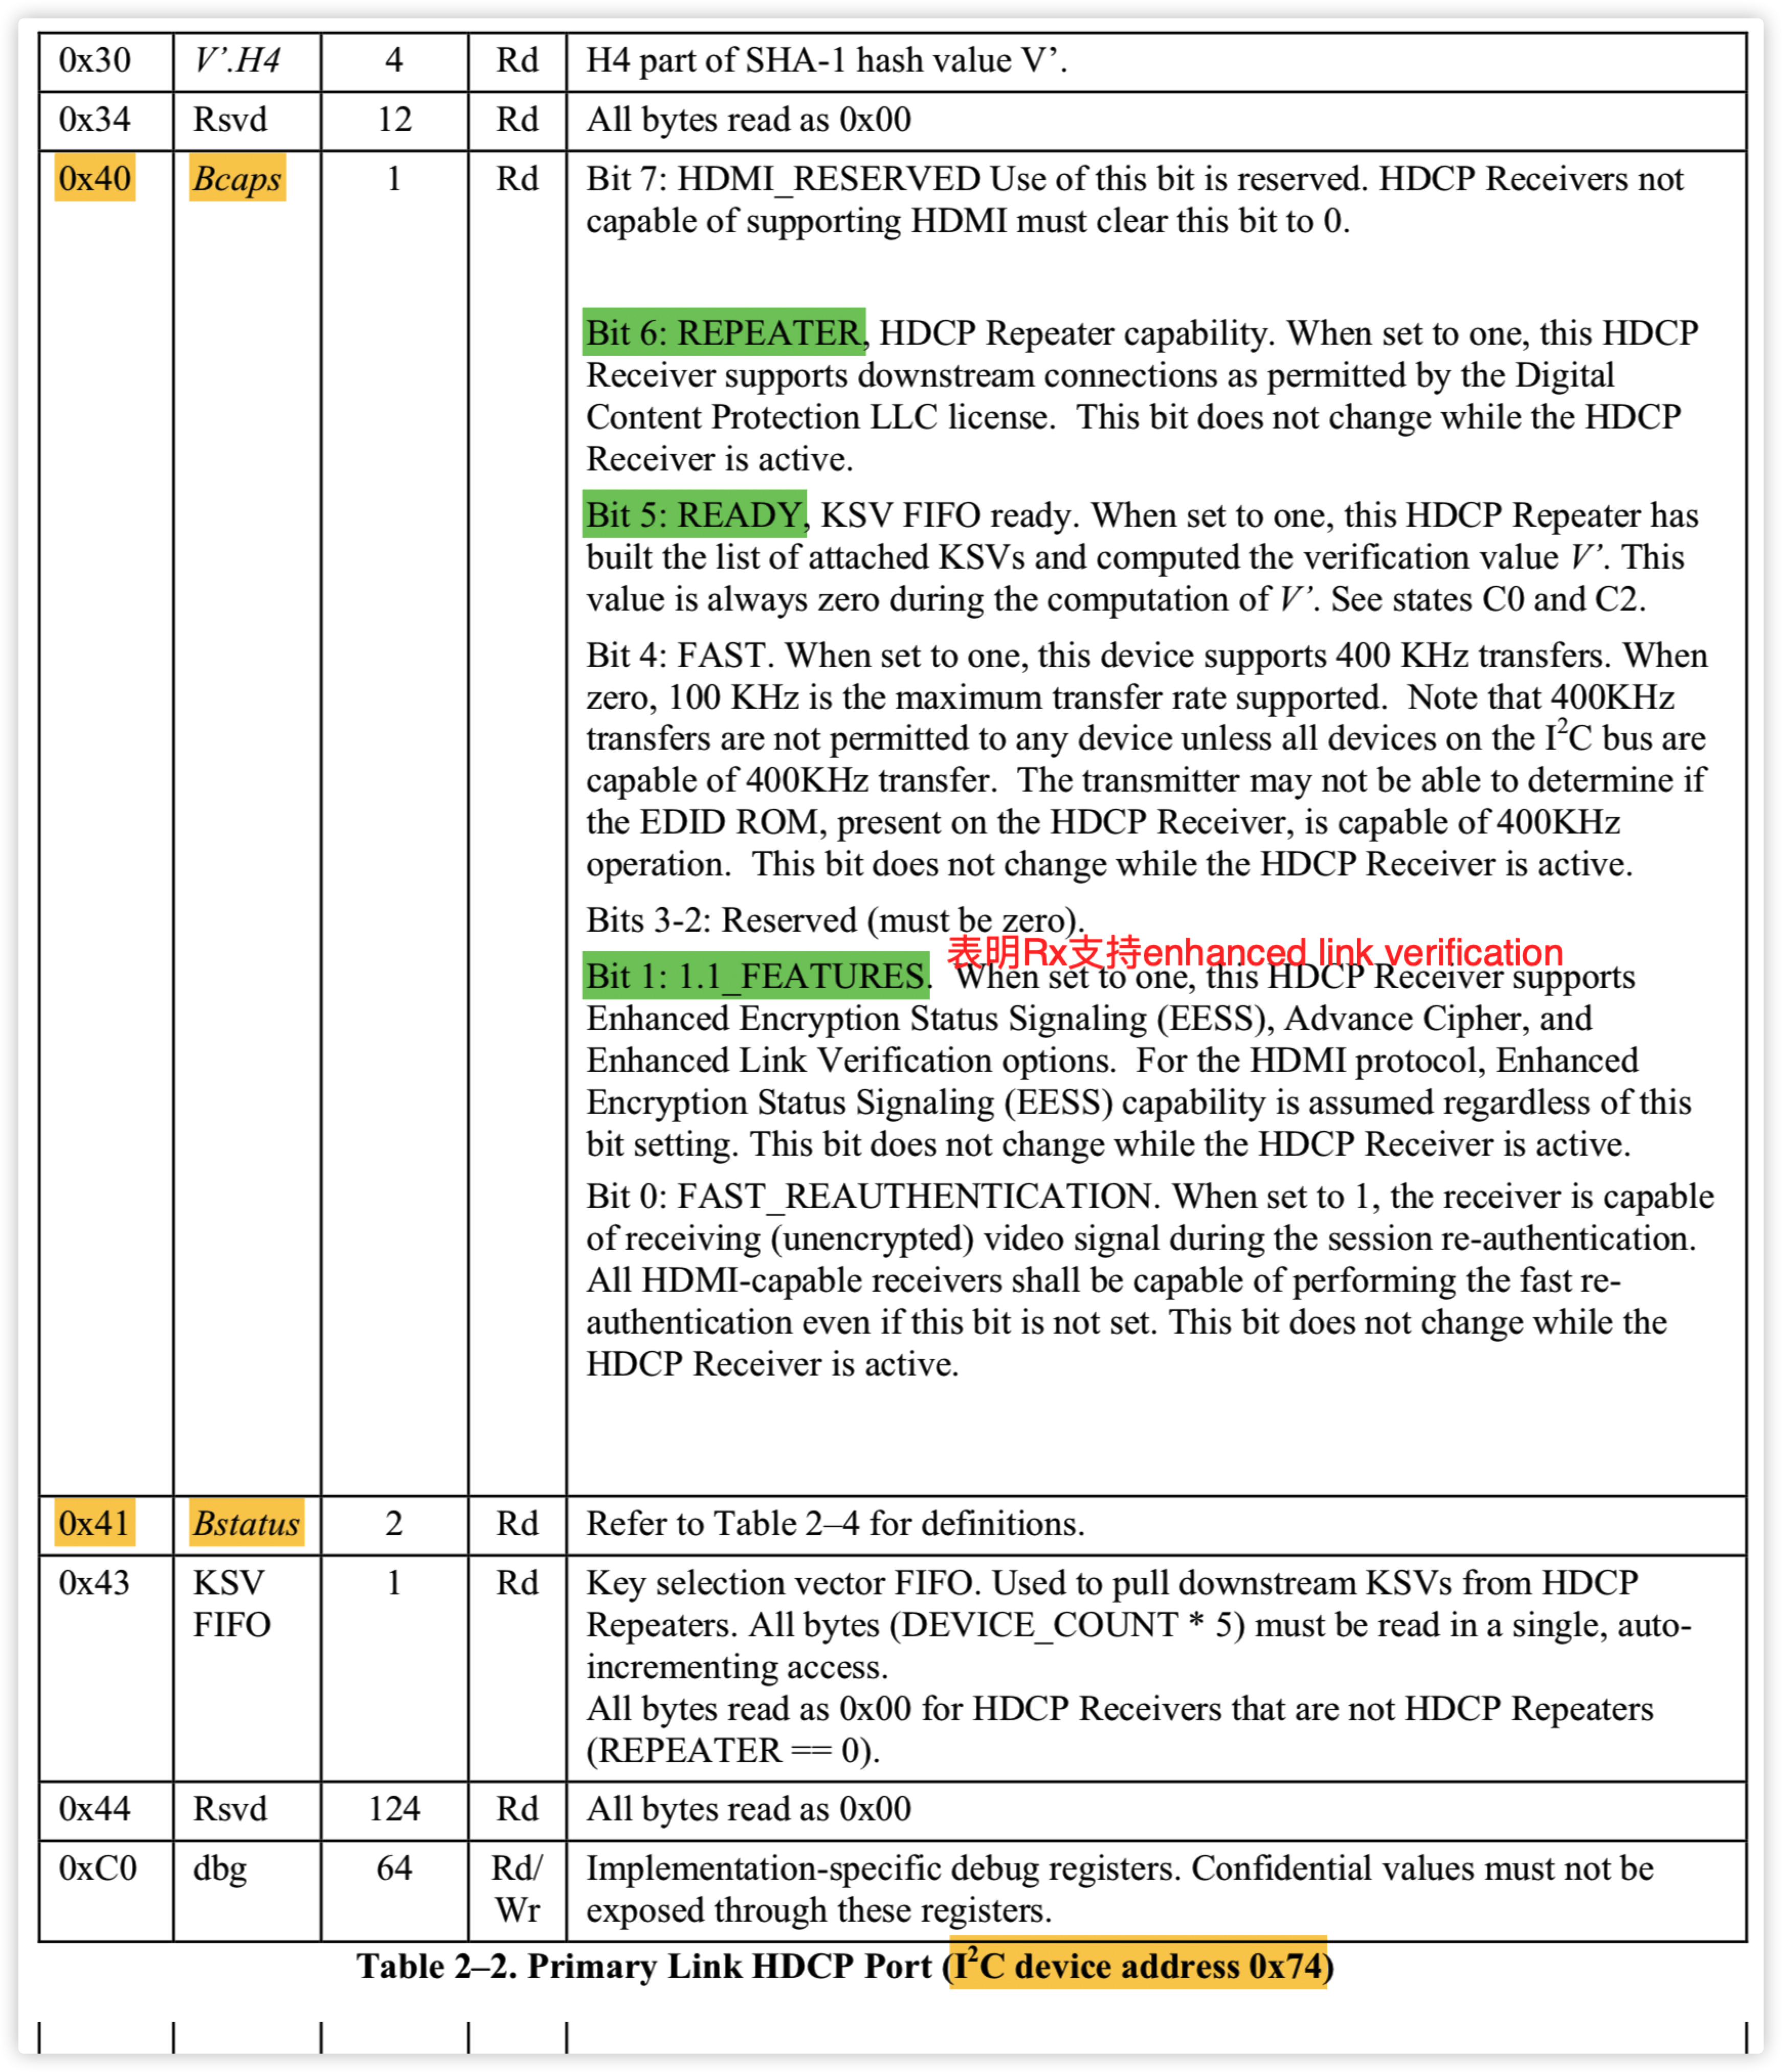 0x30 V’.H4 4 Rd H4 part of SHA-1 hash value V’.
0x34 Rsvd 12 Rd All bytes read as 0x00
0x40 Bcaps 1 Rd Bit 7: HDMI_RESERVED Use of this bit is reserved. HDCP Receivers not
capable of supporting HDMI must clear this bit to 0.
Bit 6: REPEATER, HDCP Repeater capability. When set to one, this HDCP
Receiver supports downstream connections as permitted by the Digital
Content Protection LLC license. This bit does not change while the HDCP
Receiver is active.
Bit 5: READY, KSV FIFO ready. When set to one, this HDCP Repeater has
built the list of attached KSVs and computed the verification value V’. This
value is always zero during the computation of V’. See states C0 and C2.
Bit 4: FAST. When set to one, this device supports 400 KHz transfers. When
zero, 100 KHz is the maximum transfer rate supported. Note that 400KHz
transfers are not permitted to any device unless all devices on the I²C bus are
capable of 400KHz transfer. The transmitter may not be able to determine if
the EDID ROM, present on the HDCP Receiver, is capable of 400KHz
operation. This bit does not change while the HDCP Receiver is active.
Bits 3-2: Reserved (must be zero).
表明Rx支持enhanced link verification
Bit 1: 1.1_FEATURES. When set to one, this HDCP Receiver supports
Enhanced Encryption Status Signaling (EESS), Advance Cipher, and
Enhanced Link Verification options. For the HDMI protocol, Enhanced
Encryption Status Signaling (EESS) capability is assumed regardless of this
bit setting. This bit does not change while the HDCP Receiver is active.
Bit 0: FAST_REAUTHENTICATION. When set to 1, the receiver is capable
of receiving (unencrypted) video signal during the session re-authentication.
All HDMI-capable receivers shall be capable of performing the fast re-
authentication even if this bit is not set. This bit does not change while the
HDCP Receiver is active.
0x41 Bstatus 2 Rd Refer to Table 2–4 for definitions.
0x43 KSV 1 Rd Key selection vector FIFO. Used to pull downstream KSVs from HDCP
FIFO Repeaters. All bytes (DEVICE_COUNT * 5) must be read in a single, auto-
incrementing access.
All bytes read as 0x00 for HDCP Receivers that are not HDCP Repeaters
(REPEATER == 0).
0x44 Rsvd 124 Rd All bytes read as 0x00
0xC0 dbg 64 Rd/ Implementation-specific debug registers. Confidential values must not be
Wr exposed through these registers.
Table 2–2. Primary Link HDCP Port (I²C device address 0x74)